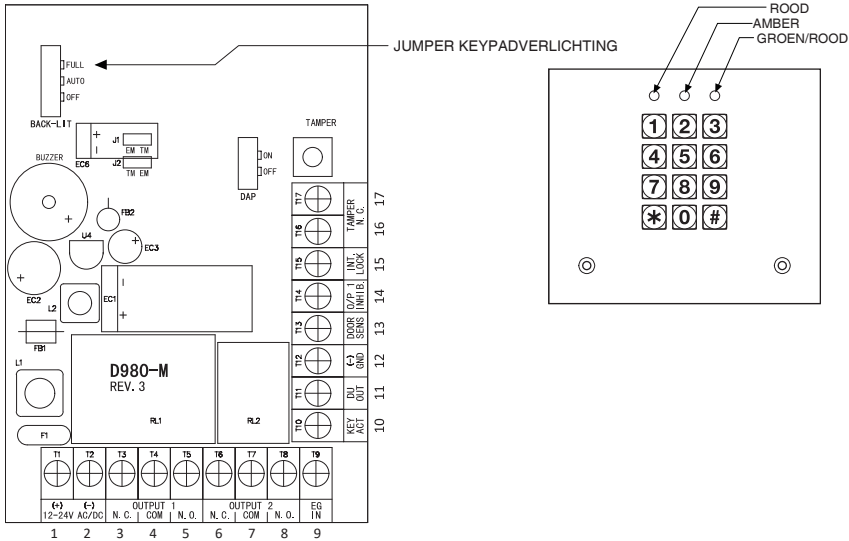 ROOD
AMBER
GROEN/ROOD
JUMPER KEYPADVERLICHTING
FULL
AUTO
OFF
BACK-LIT
TAMPER
J1
EM TM
EC6
J2
TM EM
BUZZER
ON
OFF
DAP
FB2
U4
EC3
EC2
L2
EC1
FB1
L1
D980-M
REV. 3
RL1
RL2
F1
T17
T16
TAMPER N. C.
17
16
T15
INT. LOCK
15
T14
O/P 1 INHIB.
14
T13
DOOR SENS
13
T12
(-) GND
12
T11
DU OUT
11
T10
KEY ACT
10
T1 T2 T3 T4 T5 T6 T7 T8 T9
(+) (-) OUTPUT 1 OUTPUT 2 EG
12-24V AC/DC N. C. COM N. O. N. C. COM N. O. IN
1 2 3 4 5 6 7 8 9
1 2 3
4 5 6
7 8 9
* 0 #